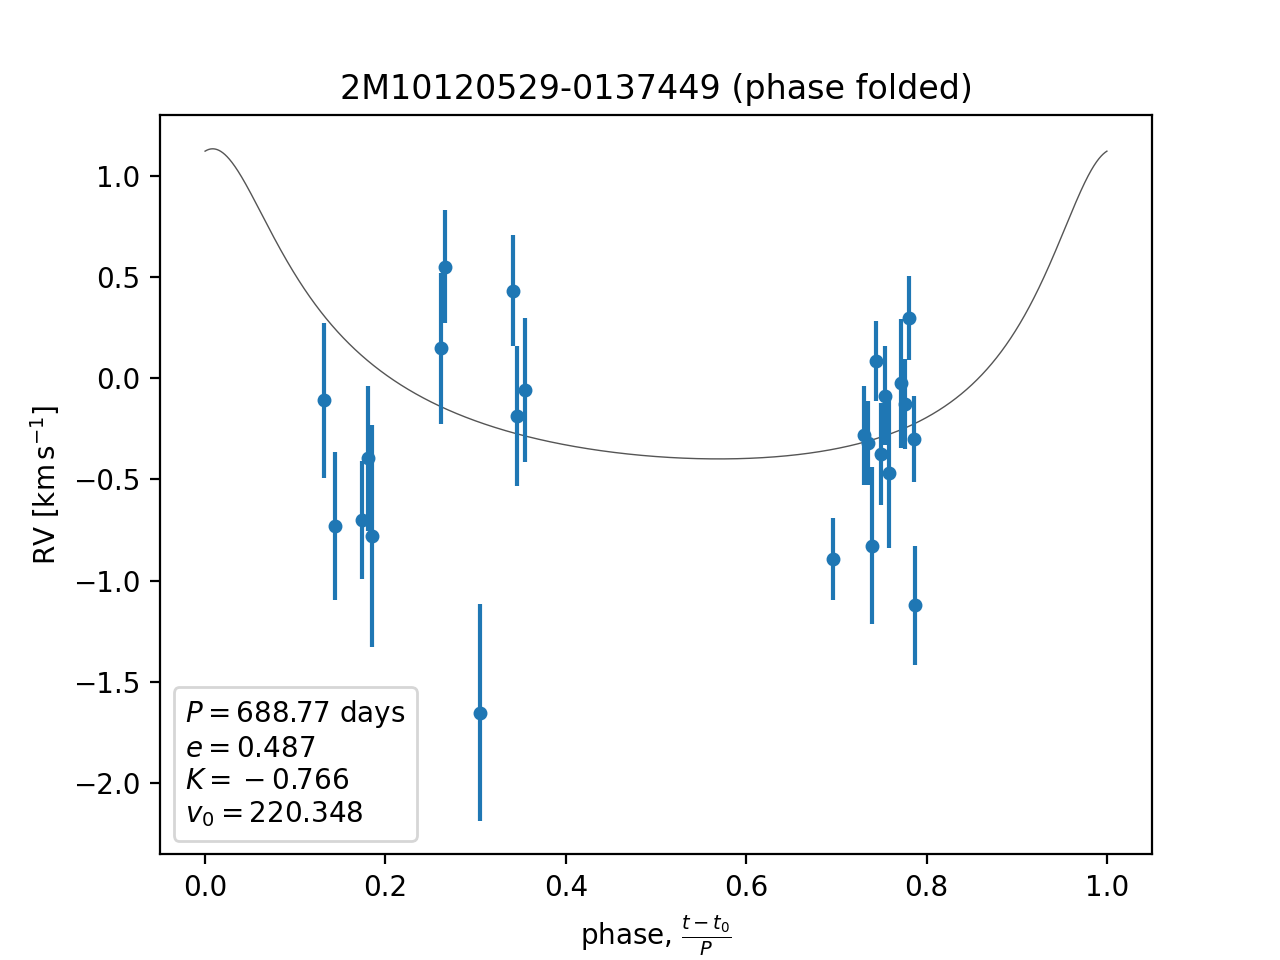 2M10120529-0137449 (phase folded)
RV [km s⁻¹]
1.0
0.5
0.0
−0.5
−1.0
−1.5
−2.0
P = 688.77 days
e = 0.487
K = −0.766
v₀ = 220.348
0.0 0.2 0.4 0.6 0.8 1.0
phase, (t − t₀)/P